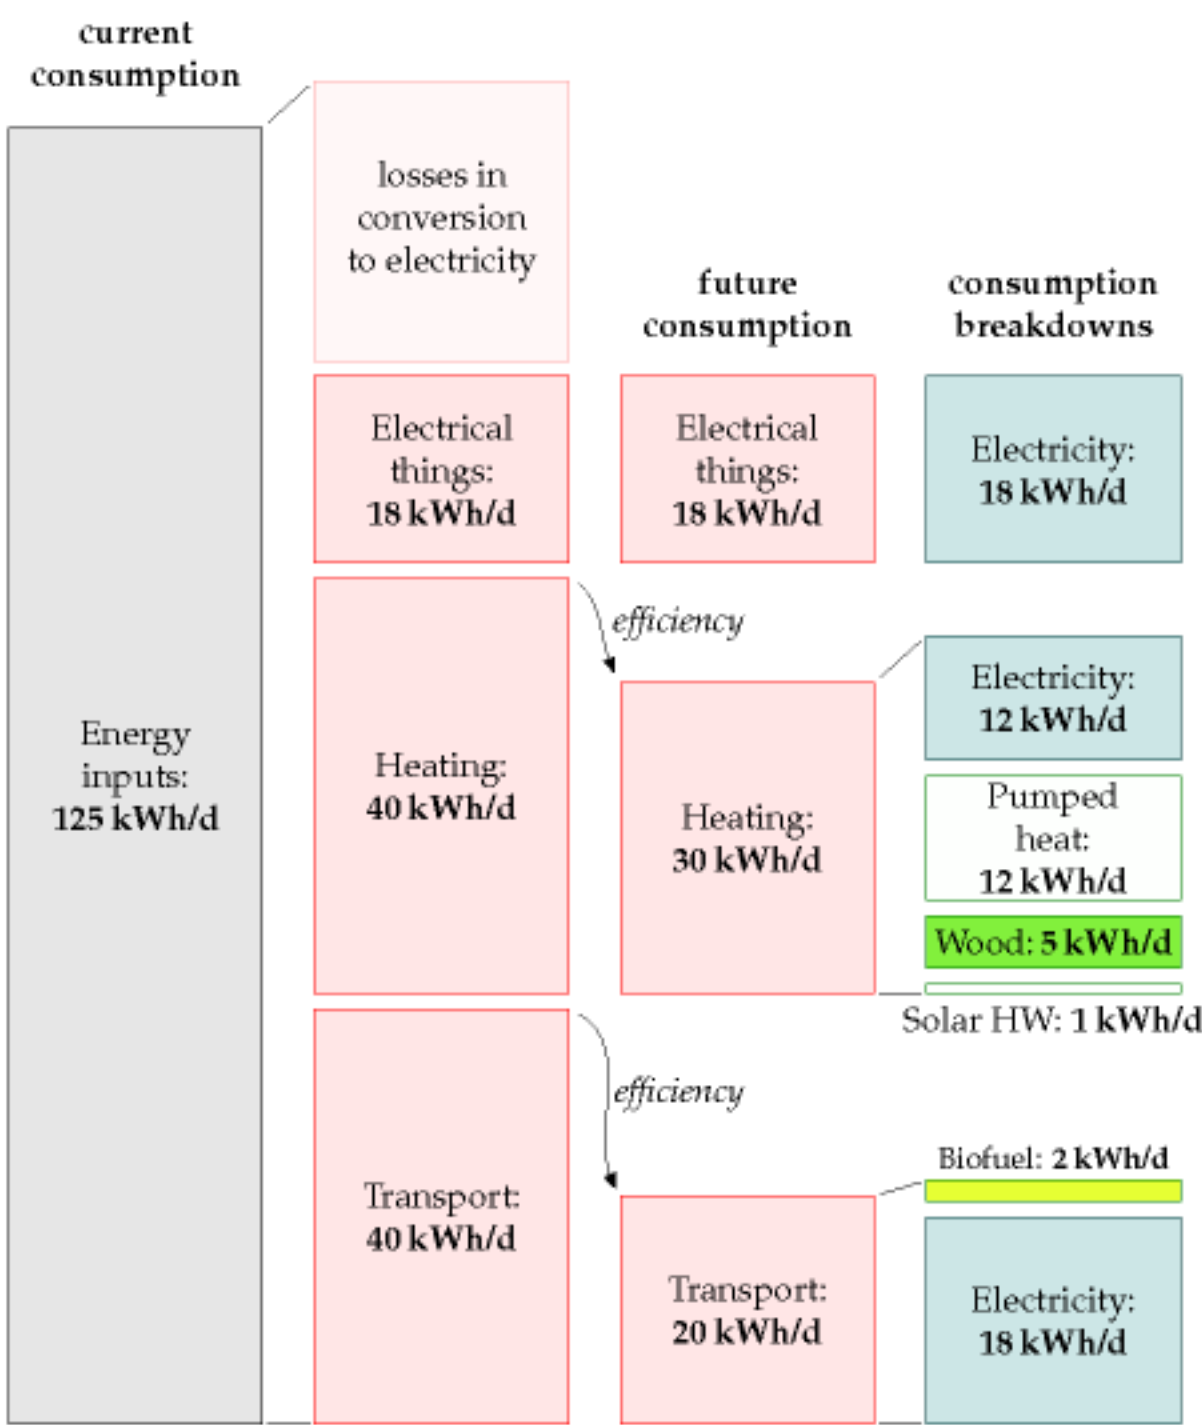 current
consumption
Energy
inputs:
125 kWh/d
losses in
conversion
to electricity
Electrical
things:
18 kWh/d
Heating:
40 kWh/d
Transport:
40 kWh/d
future
consumption
Electrical
things:
18 kWh/d
efficiency
Heating:
30 kWh/d
efficiency
Transport:
20 kWh/d
consumption
breakdowns
Electricity:
18 kWh/d
Electricity:
12 kWh/d
Pumped
heat:
12 kWh/d
Wood: 5 kWh/d
Solar HW: 1 kWh/d
Biofuel: 2 kWh/d
Electricity:
18 kWh/d